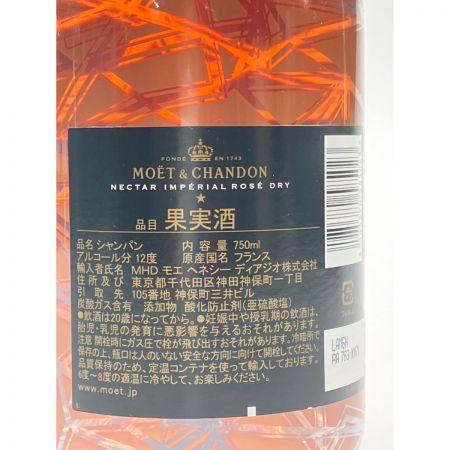 FONDÉ EN 1743
MOËT & CHANDON
NECTAR IMPÉRIAL ROSÉ DRY
品目 果実酒
品名 シャンパン 内容量 750ml
アルコール分 12度 原産国名 フランス
輸入者氏名 MHD モエ ヘネシー ディアジオ株式会社
住所及び 東京都千代田区神田神保町一丁目
引取先 105番地 神保町三井ビル
炭酸ガス含有 添加物 酸化防止剤(亜硫酸塩)
●飲酒は20歳になってから。 ●妊娠中や授乳期の飲酒は、
胎児・乳児の発育に悪影響を与えるおそれがあります。
注意 開栓時にガス圧で栓が飛び出すおそれがあります。冷暗所で
保存の上、瓶口は人のいない安全な方向に向けて開栓してください。
品質保持のため、定温コンテナを使って輸入しております。
6度〜8度の適温に冷やして、お楽しみください。
www.moet.jp